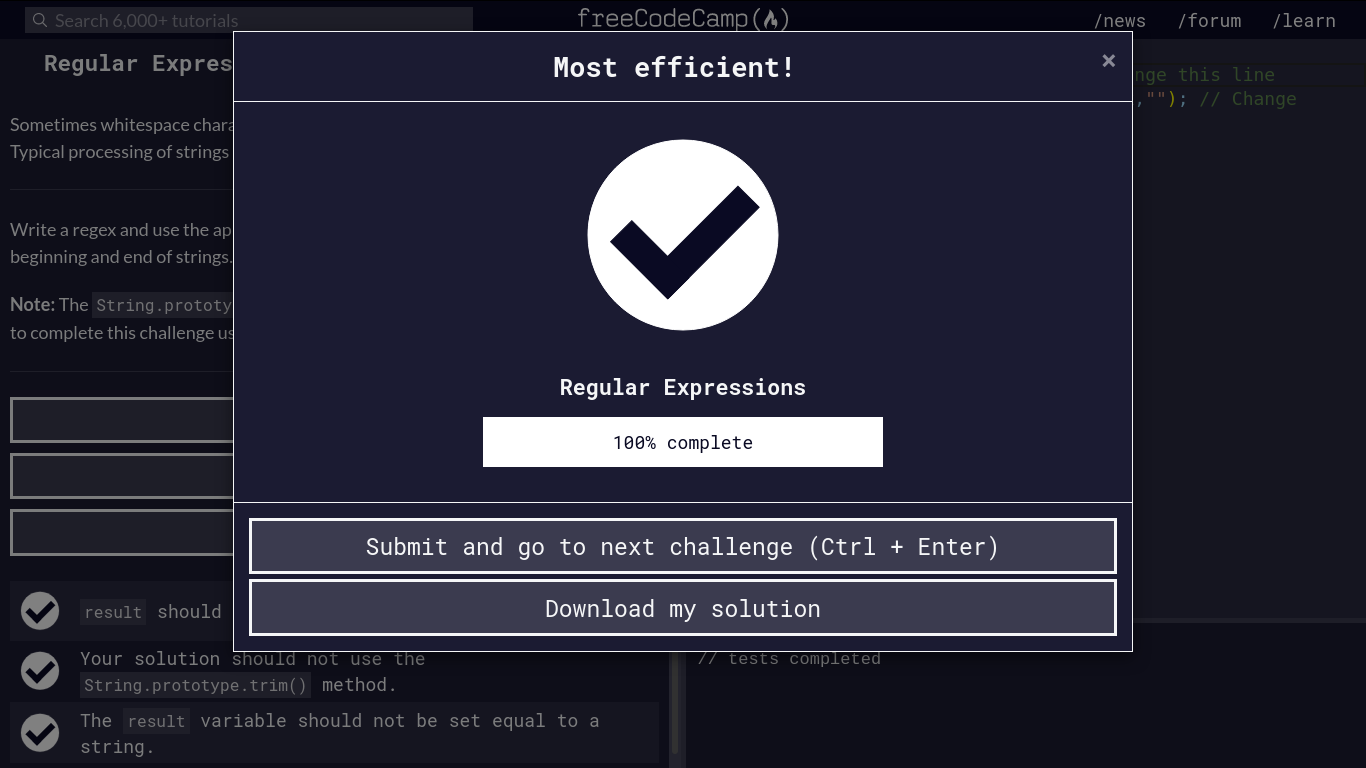 Search 6,000+ tutorials
freeCodeCamp
/news /forum /learn
Regular Expres
Most efficient!
×
nge this line
,""); // Change
Sometimes whitespace chara
Typical processing of strings
Write a regex and use the ap
beginning and end of strings.
Note: The String.prototy
to complete this challenge us
Regular Expressions
100% complete
Submit and go to next challenge (Ctrl + Enter)
Download my solution
result should
Your solution should not use the
String.prototype.trim() method.
The result variable should not be set equal to a
string.
// tests completed